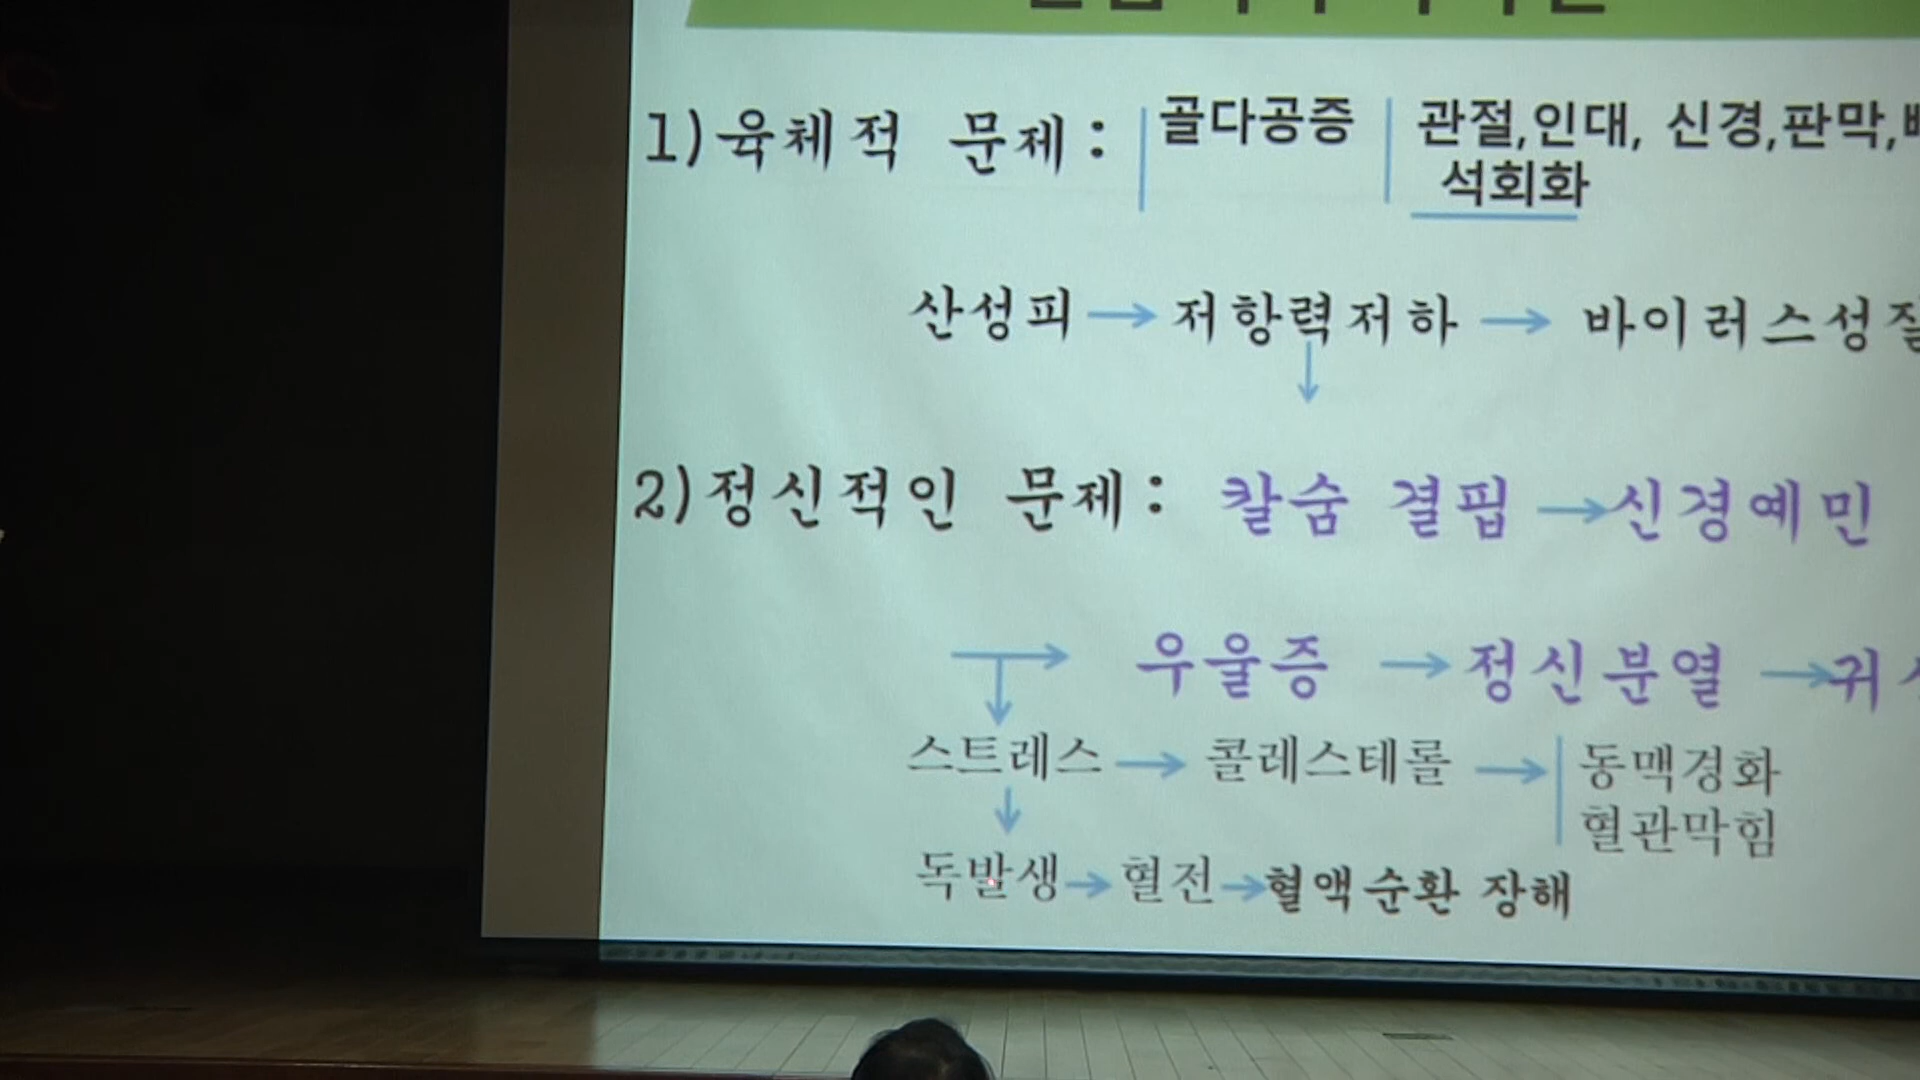 1)육체적 문제: 골다공증 관절,인대, 신경,판막,
석회화
산성피 → 저항력저하 → 바이러스성질
2)정신적인 문제: 칼숨 결핍 →신경예민
→ 우울증 → 정신분열 →귀
스트레스 → 콜레스테롤 → 동맥경화
혈관막힘
독발생→ 혈전→혈액순환 장해